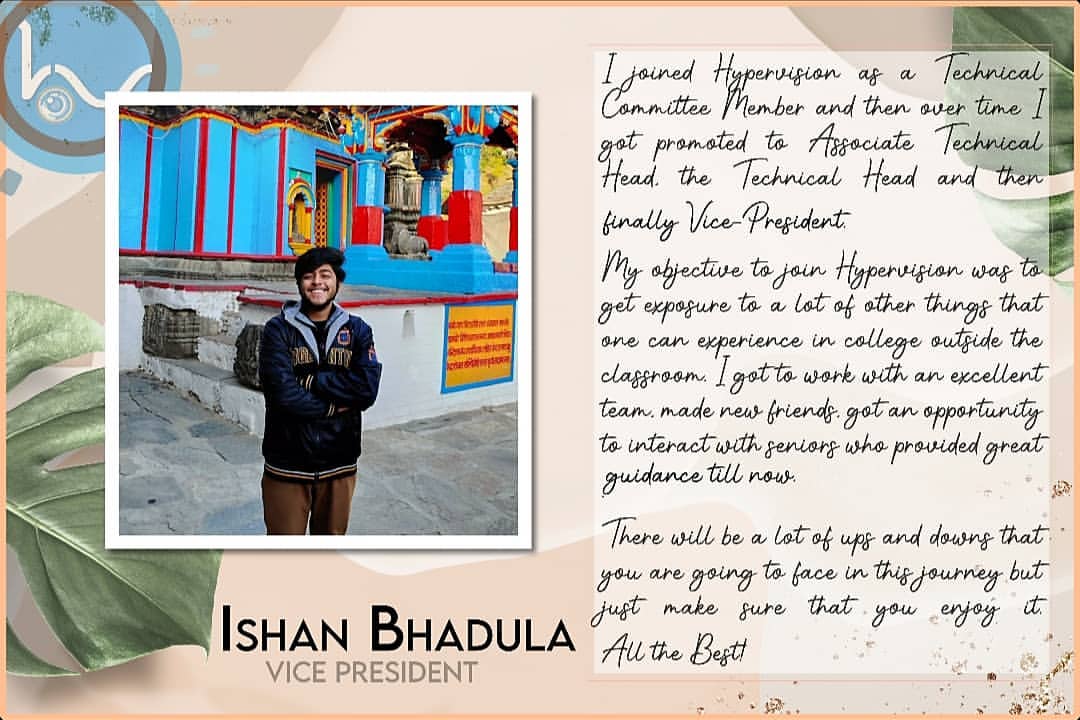 I joined Hypervision as a Technical
Committee Member and then over time I
got promoted to Associate Technical
Head, the Technical Head and then
finally Vice-President.
My objective to join Hypervision was to
get exposure to a lot of other things that
one can experience in college outside the
classroom. I got to work with an excellent
team, made new friends, got an opportunity
to interact with seniors who provided great
guidance till now.
There will be a lot of ups and downs that
you are going to face in this journey but
just make sure that you enjoy it.
All the Best!
ISHAN BHADULA
VICE PRESIDENT